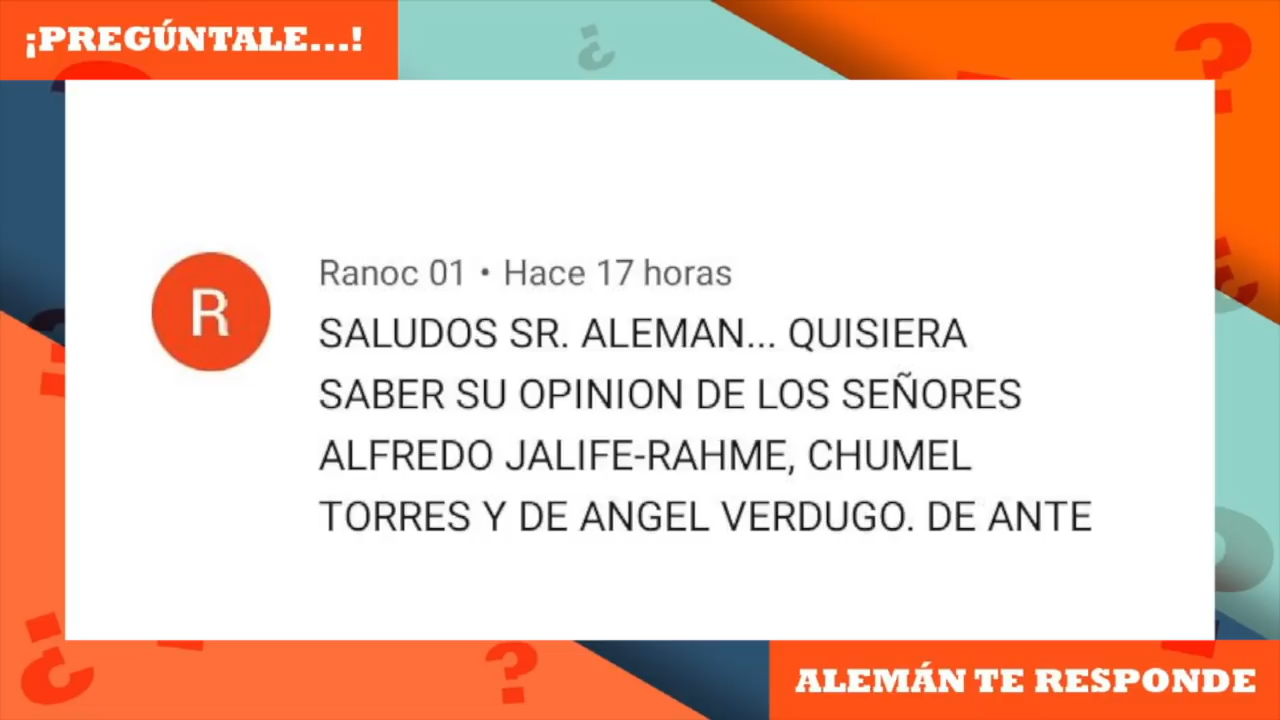 ¡PREGÚNTALE...!
R
Ranoc 01 • Hace 17 horas
SALUDOS SR. ALEMAN... QUISIERA
SABER SU OPINION DE LOS SEÑORES
ALFREDO JALIFE-RAHME, CHUMEL
TORRES Y DE ANGEL VERDUGO. DE ANTE
ALEMÁN TE RESPONDE